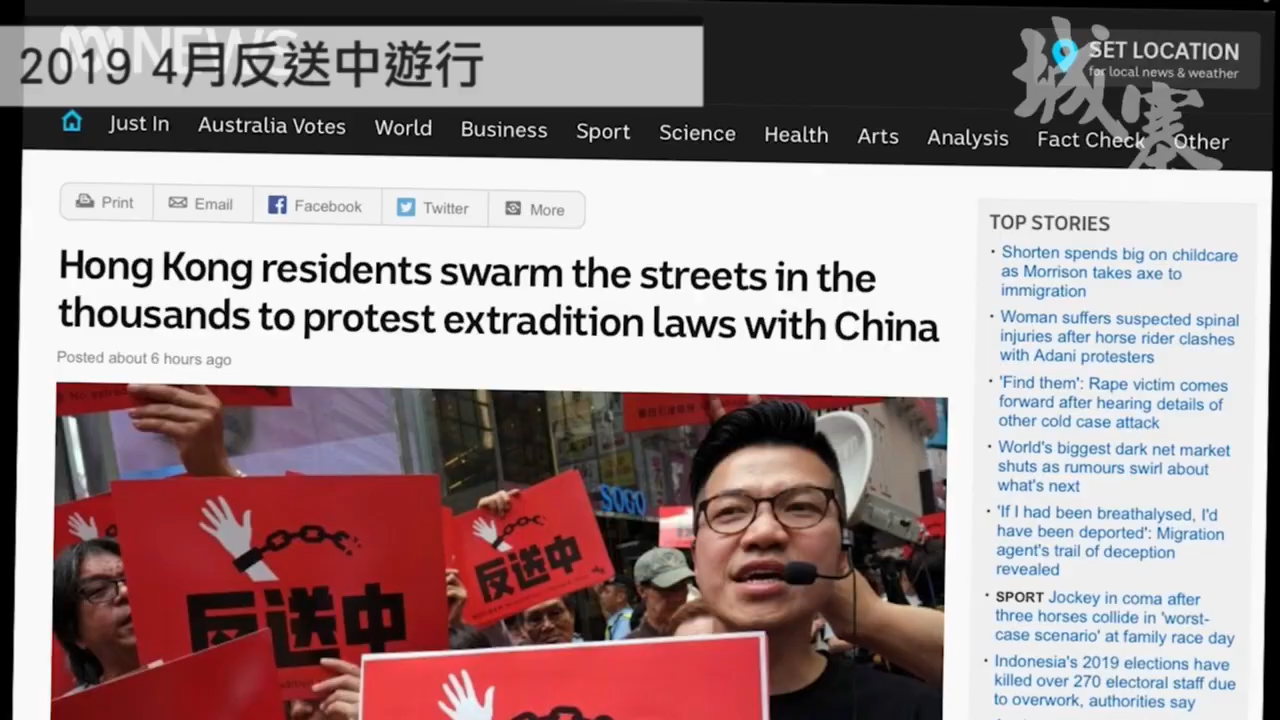 NEWS
2019 4月反送中遊行
城寨
SET LOCATION
for local news & weather
Just In
Australia Votes
World
Business
Sport
Science
Health
Arts
Analysis
Fact Check
Other
Print
Email
Facebook
Twitter
More
Hong Kong residents swarm the streets in the
thousands to protest extradition laws with China
Posted about 6 hours ago
SOGO
反送中
反送中
TOP STORIES
Shorten spends big on childcare
as Morrison takes axe to
immigration
Woman suffers suspected spinal
injuries after horse rider clashes
with Adani protesters
'Find them': Rape victim comes
forward after hearing details of
other cold case attack
World's biggest dark net market
shuts as rumours swirl about
what's next
'If I had been breathalysed, I'd
have been deported': Migration
agent's trail of deception
revealed
SPORT Jockey in coma after
three horses collide in 'worst-
case scenario' at family race day
Indonesia's 2019 elections have
killed over 270 electoral staff due
to overwork, authorities say